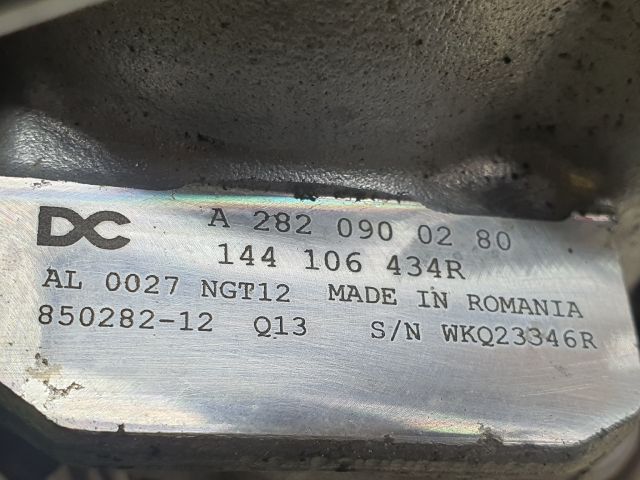 DC A 282 090 02 80
144 106 434R
AL 0027 NGT12 MADE IN ROMANIA
850282-12 Q13 S/N WKQ23346R